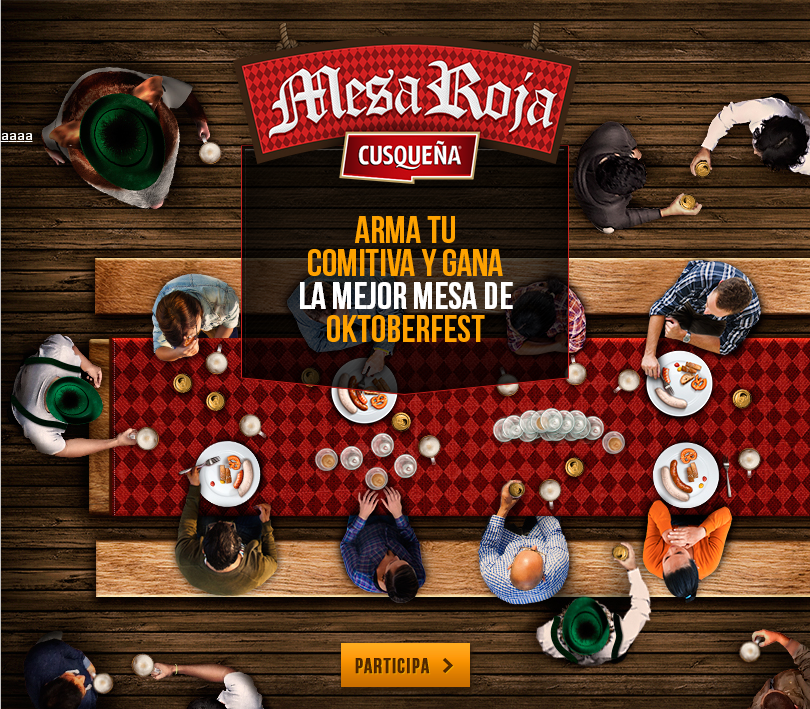 Mesa Roja
CUSQUEÑA
aaaa
ARMA TU
COMITIVA Y GANA
LA MEJOR MESA DE
OKTOBERFEST
PARTICIPA